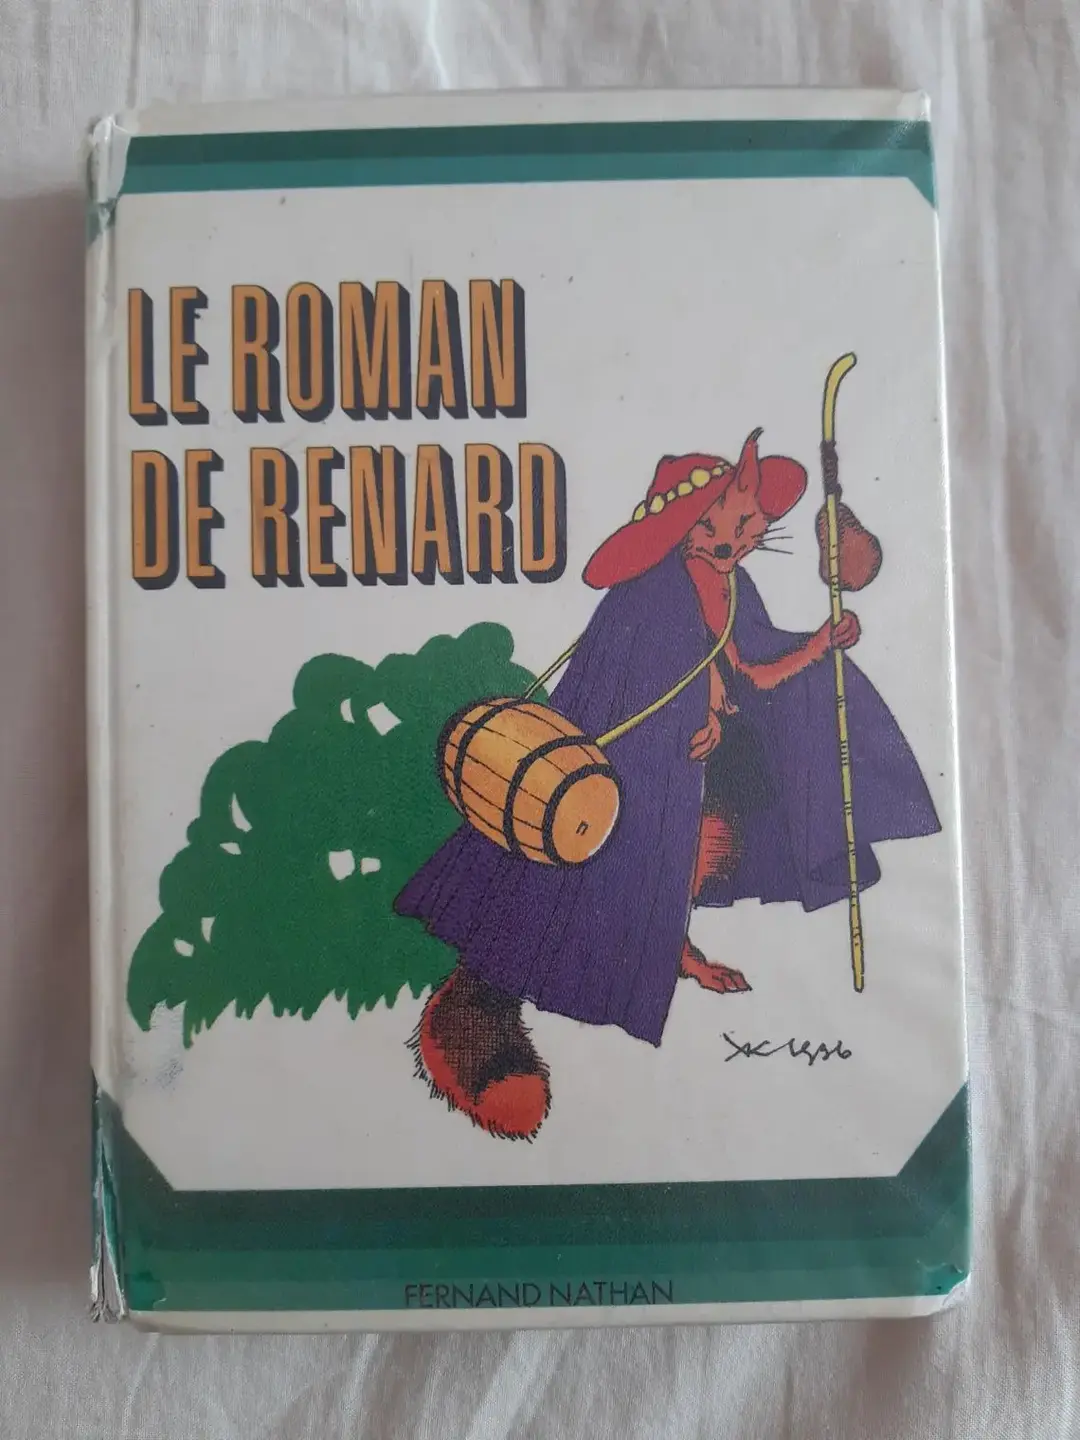 LE ROMAN
DE RENARD
FERNAND NATHAN